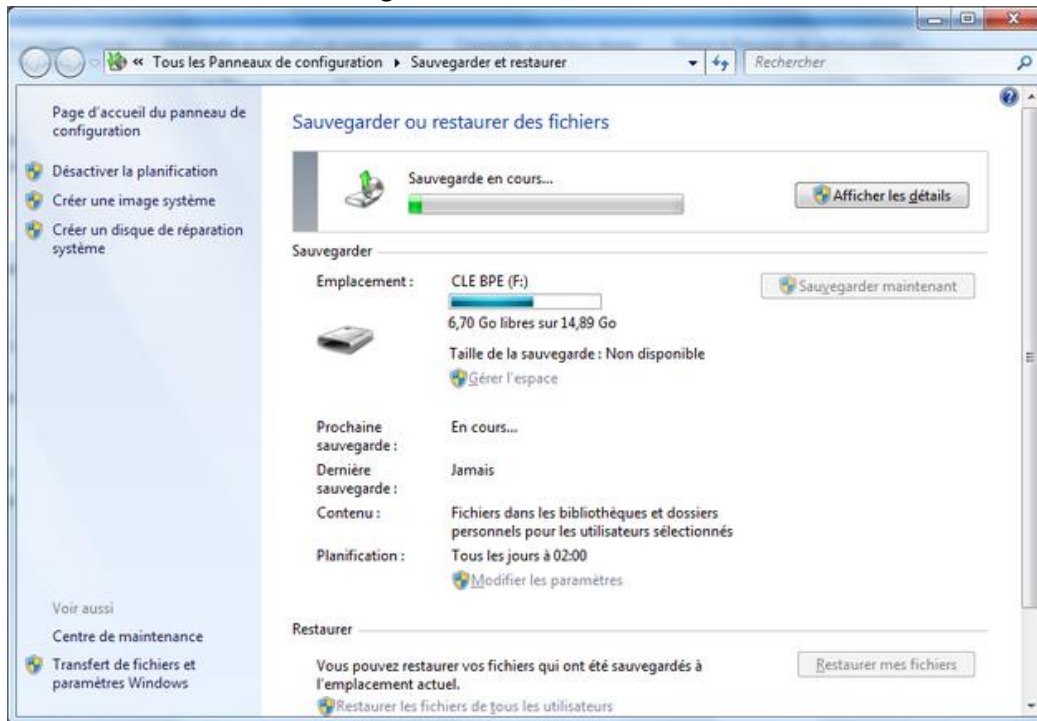 « Tous les Panneaux de configuration ▸ Sauvegarder et restaurer
Rechercher
Page d'accueil du panneau de
configuration
Désactiver la planification
Créer une image système
Créer un disque de réparation
système
Voir aussi
Centre de maintenance
Transfert de fichiers et
paramètres Windows
Sauvegarder ou restaurer des fichiers
Sauvegarde en cours...
Afficher les détails
Sauvegarder
Emplacement : CLE BPE (F:)
Sauvegarder maintenant
6,70 Go libres sur 14,89 Go
Taille de la sauvegarde : Non disponible
Gérer l'espace
Prochaine
sauvegarde : En cours...
Dernière
sauvegarde : Jamais
Contenu : Fichiers dans les bibliothèques et dossiers
personnels pour les utilisateurs sélectionnés
Planification : Tous les jours à 02:00
Modifier les paramètres
Restaurer
Vous pouvez restaurer vos fichiers qui ont été sauvegardés à
l'emplacement actuel.
Restaurer mes fichiers
Restaurer les fichiers de tous les utilisateurs